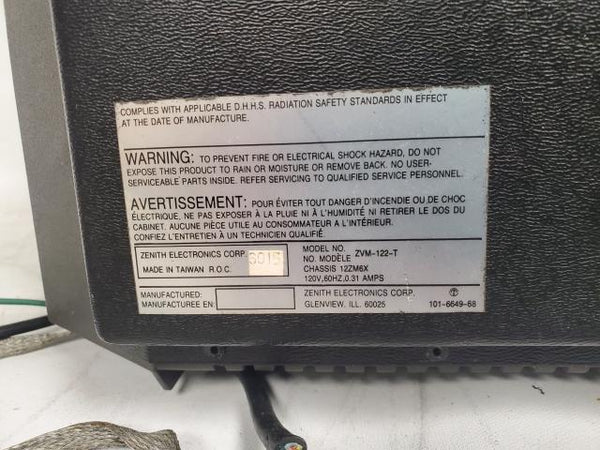 COMPLIES WITH APPLICABLE D.H.H.S. RADIATION SAFETY STANDARDS IN EFFECT
AT THE DATE OF MANUFACTURE.
WARNING: TO PREVENT FIRE OR ELECTRICAL SHOCK HAZARD, DO NOT
EXPOSE THIS PRODUCT TO RAIN OR MOISTURE OR REMOVE BACK. NO USER-
SERVICEABLE PARTS INSIDE. REFER SERVICING TO QUALIFIED SERVICE PERSONNEL.
AVERTISSEMENT: POUR ÉVITER TOUT DANGER D'INCENDIE OU DE CHOC
ÉLECTRIQUE, NE PAS EXPOSER À LA PLUIE NI À L'HUMIDITÉ NI RETIRER LE DOS DU
CABINET. AUCUNE PIÈCE UTILE AU CONSOMMATEUR A L'INTÉRIEUR.
CONFIEZ L'ENTRETIEN À UN TECHNICIEN QUALIFIÉ.
ZENITH ELECTRONICS CORP.
MADE IN TAIWAN R.O.C.
MODEL NO.
NO. MODÈLE ZVM-122-T
CHASSIS 12ZM6X
120V,60HZ,0.31 AMPS
MANUFACTURED:
MANUFACTUREE EN:
ZENITH ELECTRONICS CORP.
GLENVIEW, ILL. 60025
101-6649-68